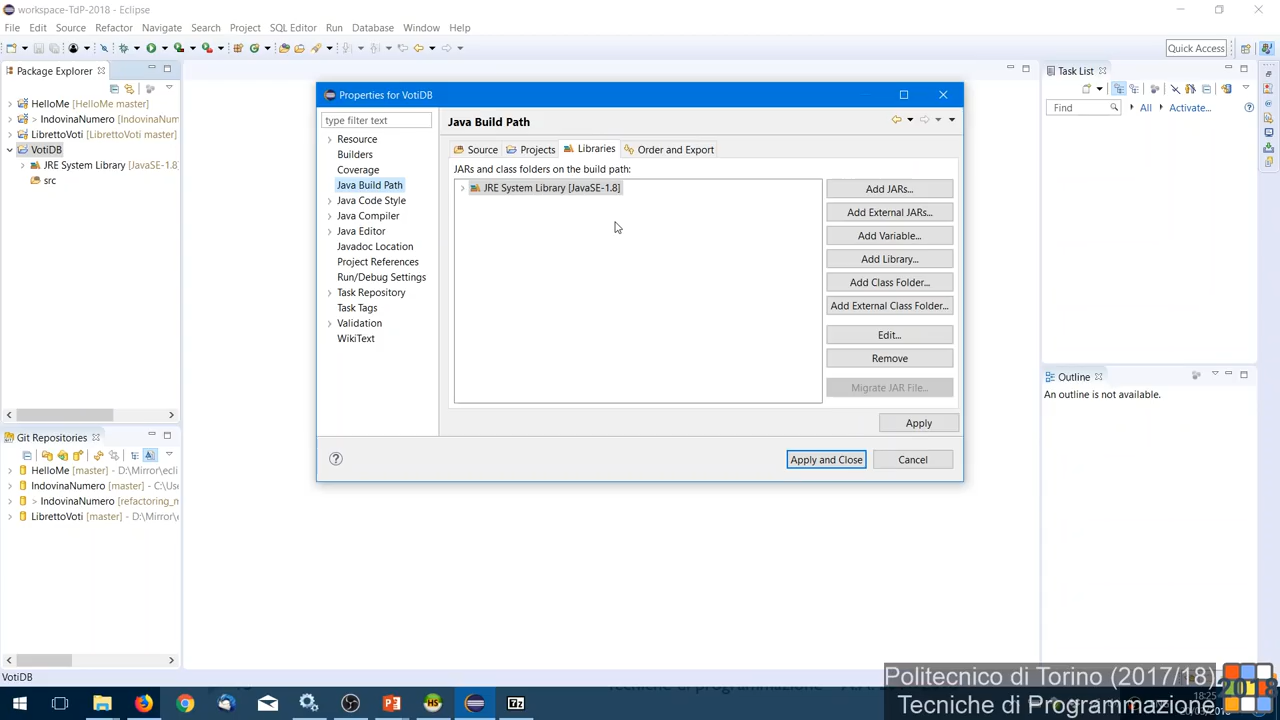 workspace-TdP-2018 - Eclipse
File Edit Source Refactor Navigate Search Project SQL Editor Run Database Window Help
Quick Access
Package Explorer
HelloMe [HelloMe master]
> IndovinaNumero [IndovinaNum
LibrettoVoti [LibrettoVoti master]
VotiDB
JRE System Library [JavaSE-1.8]
src
Git Repositories
HelloMe [master] - D:\Mirror\ecli
IndovinaNumero [master] - C:\Us
> IndovinaNumero [refactoring_n
LibrettoVoti [master] - D:\Mirror\e
VotiDB
Properties for VotiDB
type filter text
Resource
Builders
Coverage
Java Build Path
Java Code Style
Java Compiler
Java Editor
Javadoc Location
Project References
Run/Debug Settings
Task Repository
Task Tags
Validation
WikiText
Java Build Path
Source Projects Libraries Order and Export
JARs and class folders on the build path:
JRE System Library [JavaSE-1.8]
Add JARs...
Add External JARs...
Add Variable...
Add Library...
Add Class Folder...
Add External Class Folder...
Edit...
Remove
Migrate JAR File...
Apply
Apply and Close
Cancel
Task List
Find
All
Activate...
Outline
An outline is not available.
Politecnico di Torino (2017/18)
Tecniche di Programmazione
2018
18:25